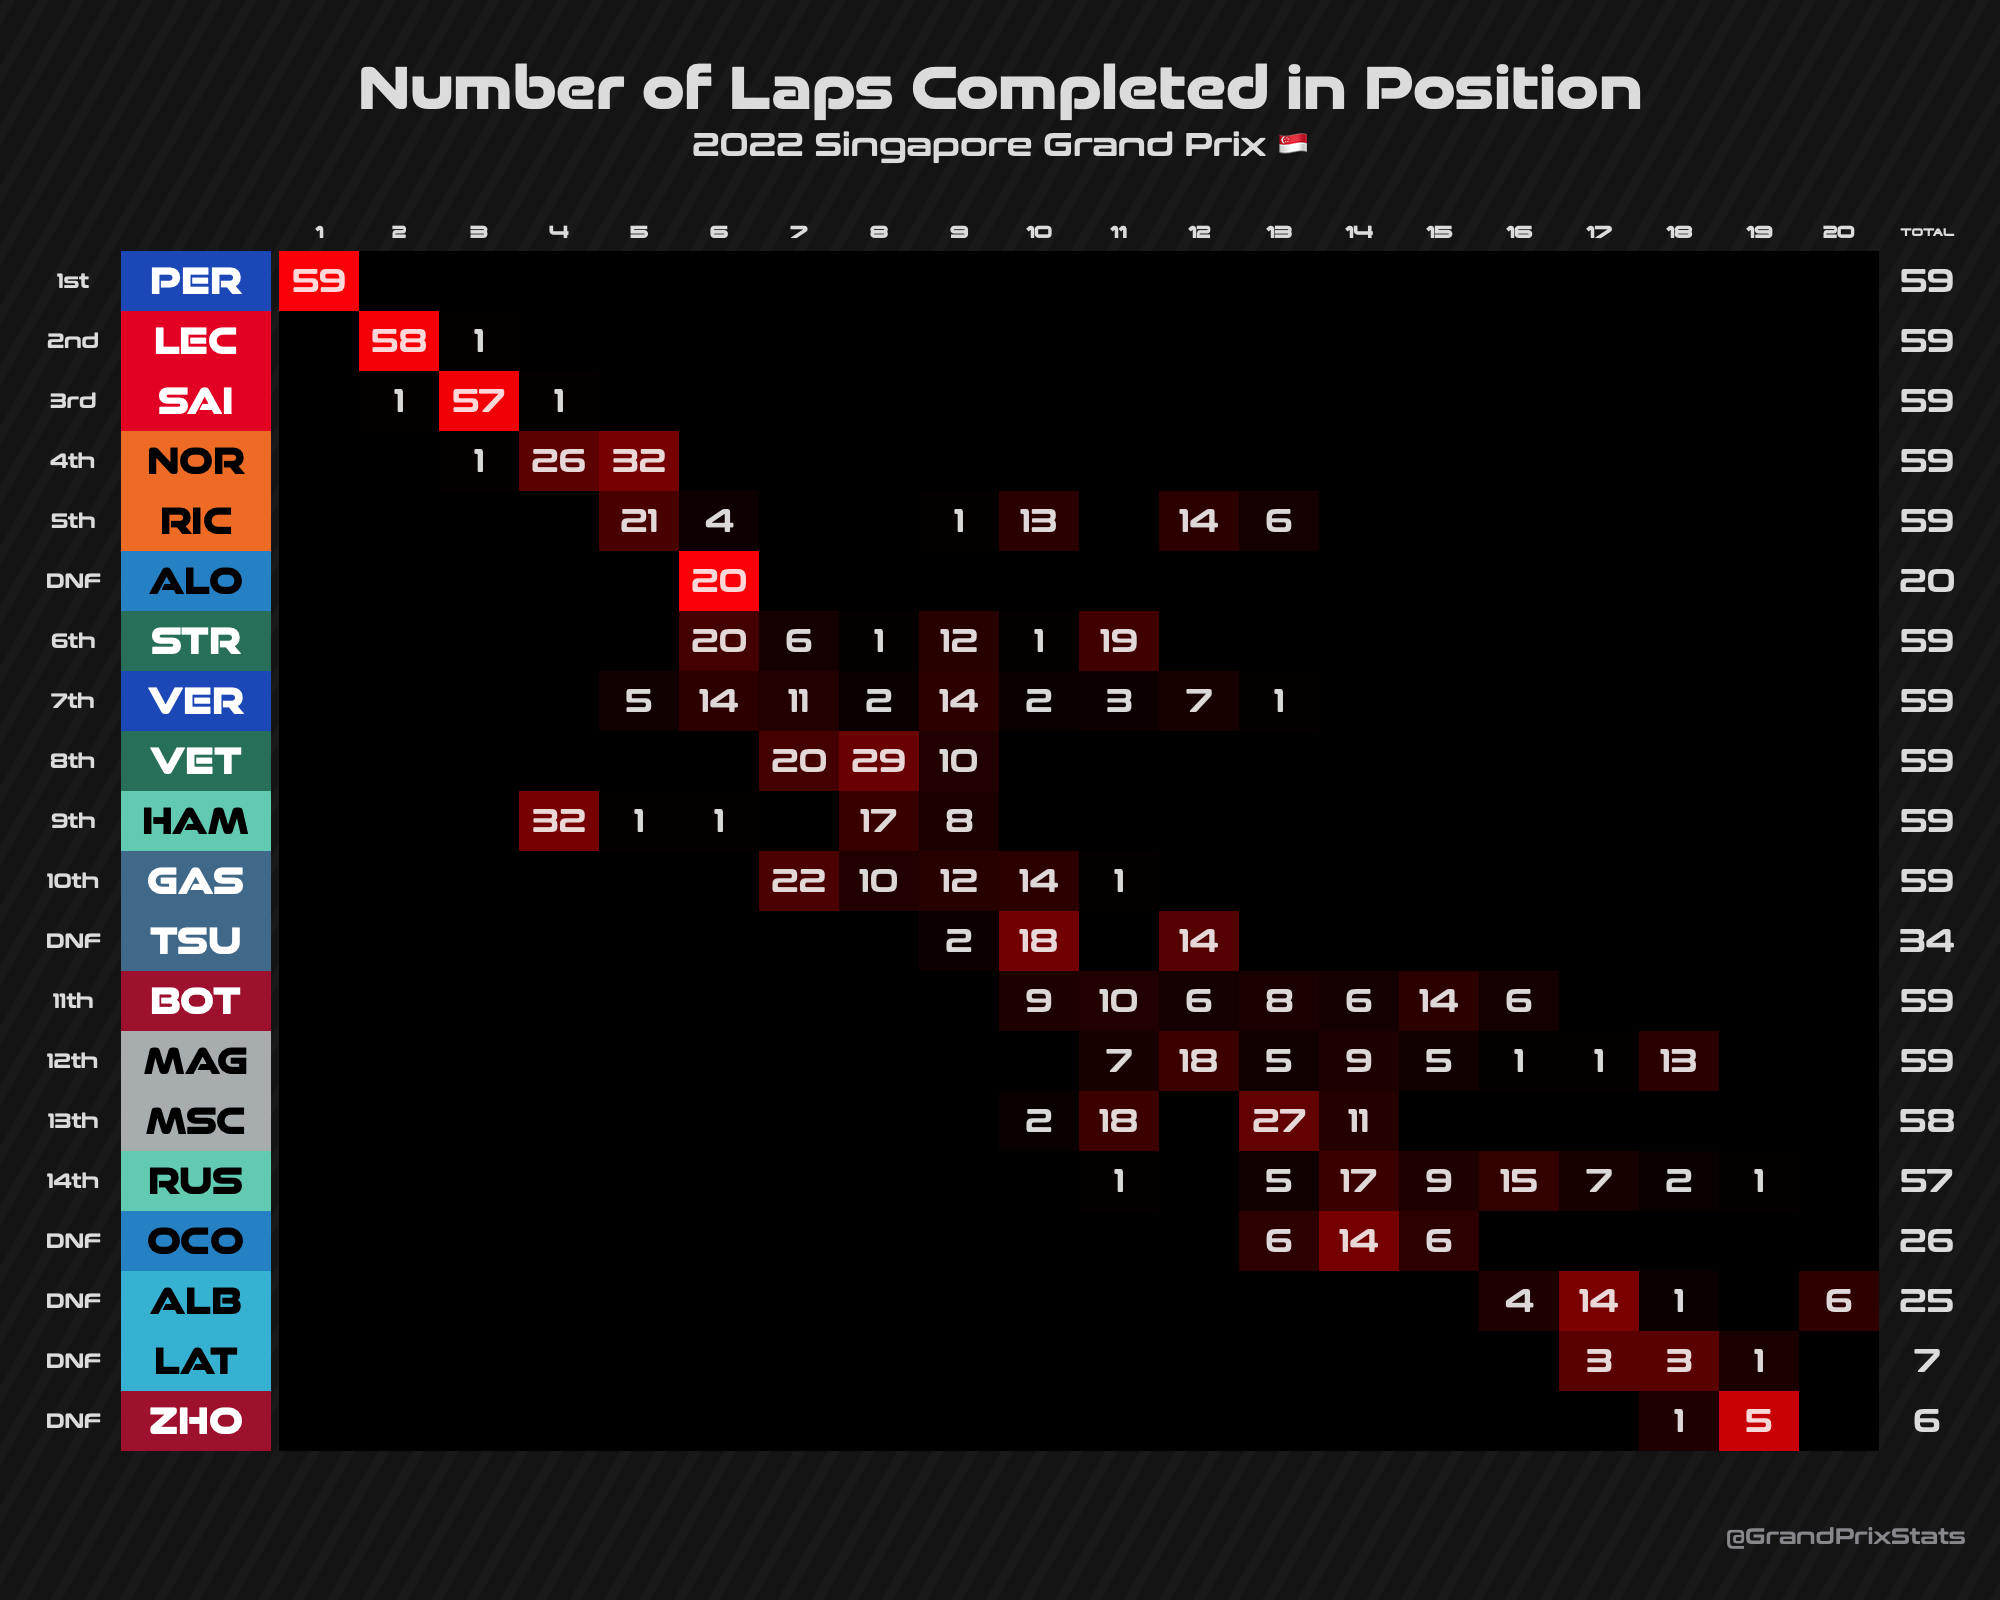 Number of Laps Completed in Position
2022 Singapore Grand Prix 🇸🇬
1 2 3 4 5 6 7 8 9 10 11 12 13 14 15 16 17 18 19 20 TOTAL
1st PER 59 59
2nd LEC 58 1 59
3rd SAI 1 57 1 59
4th NOR 1 26 32 59
5th RIC 21 4 1 13 14 6 59
DNF ALO 20 20
6th STR 20 6 1 12 1 19 59
7th VER 5 14 11 2 14 2 3 7 1 59
8th VET 20 29 10 59
9th HAM 32 1 1 17 8 59
10th GAS 22 10 12 14 1 59
DNF TSU 2 18 14 34
11th BOT 9 10 6 8 6 14 6 59
12th MAG 7 18 5 9 5 1 1 13 59
13th MSC 2 18 27 11 58
14th RUS 1 5 17 9 15 7 2 1 57
DNF OCO 6 14 6 26
DNF ALB 4 14 1 6 25
DNF LAT 3 3 1 7
DNF ZHO 1 5 6
@GrandPrixStats